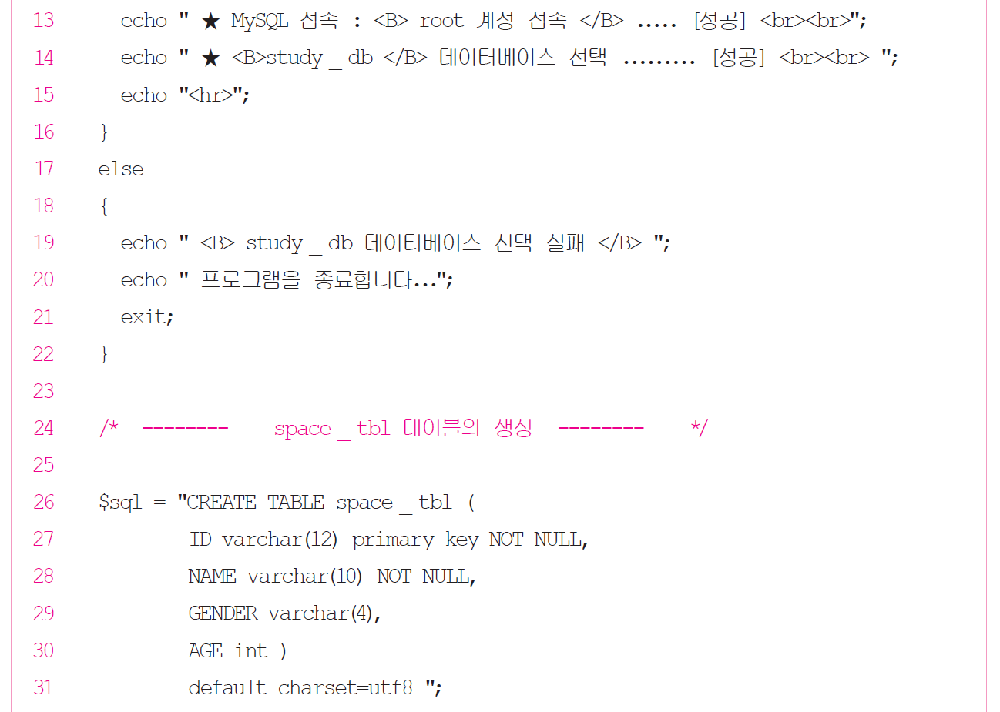 13 echo " ★ MySQL 접속 : <B> root 계정 접속 </B> ..... [성공] <br><br>";
14 echo " ★ <B>study_db </B> 데이터베이스 선택 ......... [성공] <br><br> ";
15 echo "<hr>";
16 }
17 else
18 {
19 echo " <B> study_db 데이터베이스 선택 실패 </B> ";
20 echo " 프로그램을 종료합니다...";
21 exit;
22 }
23
24 /* -------- space_tbl 테이블의 생성 -------- */
25
26 $sql = "CREATE TABLE space_tbl (
27 ID varchar(12) primary key NOT NULL,
28 NAME varchar(10) NOT NULL,
29 GENDER varchar(4),
30 AGE int )
31 default charset=utf8 ";